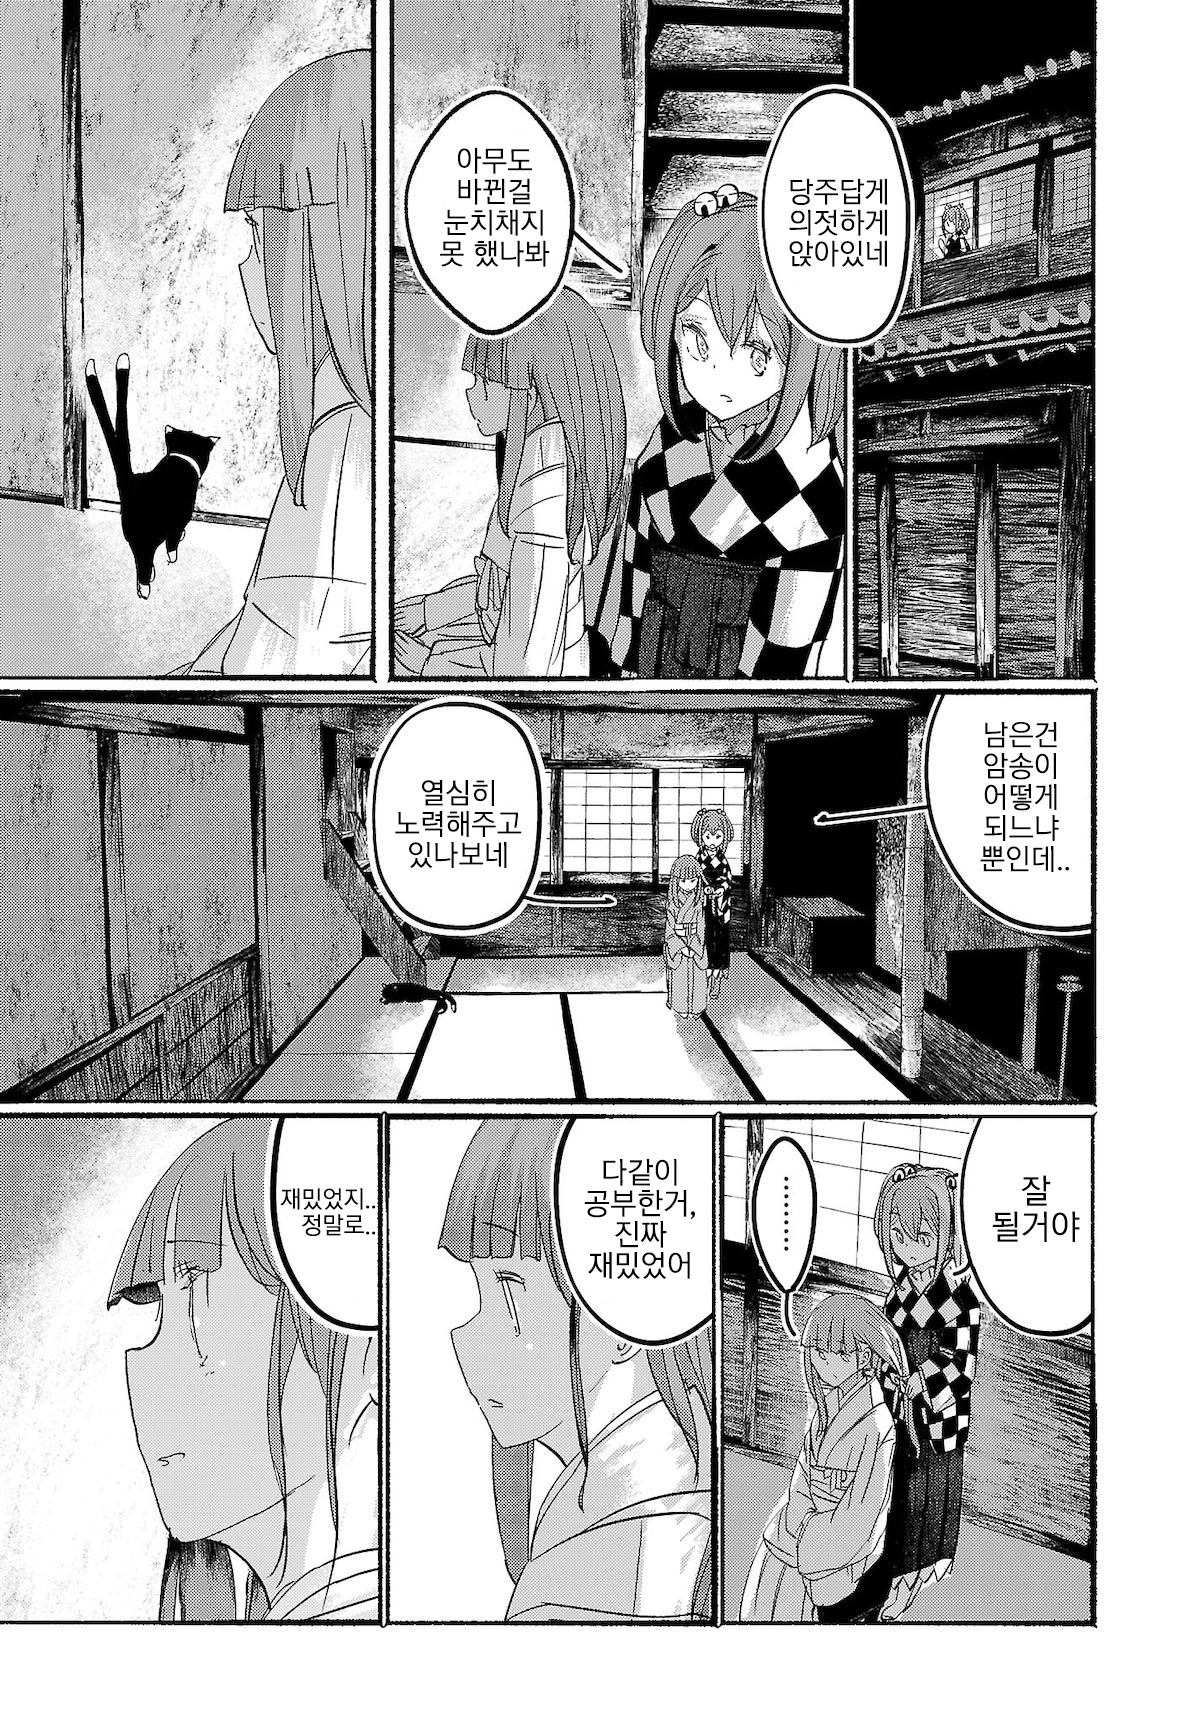 당주답게
의젓하게
앉아있네
아무도
바뀐걸
눈치채지
못 했나봐
남은건
암송이
어떻게
되느냐
뿐인데..
열심히
노력해주고
있나보네
잘
될거야
………
다같이
공부한거,
진짜
재밌었어
재밌었지..
정말로..